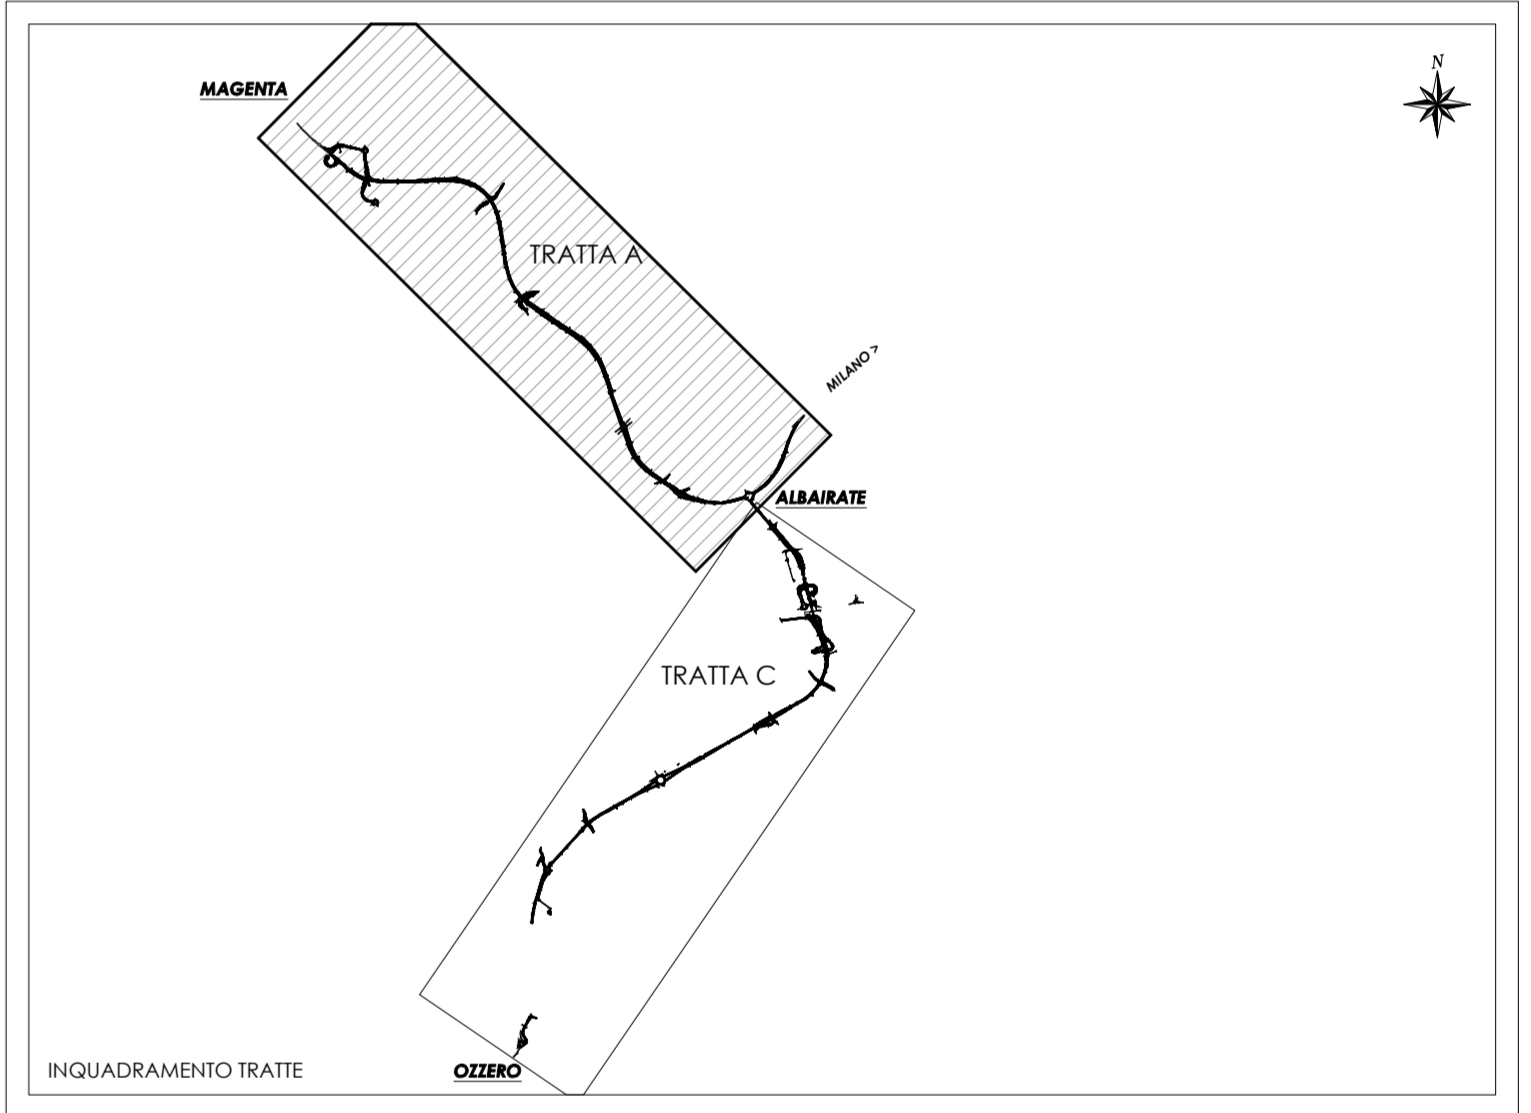 N
MAGENTA
TRATTA A
MILANO >
ALBAIRATE
TRATTA C
INQUADRAMENTO TRATTE
OZZERO